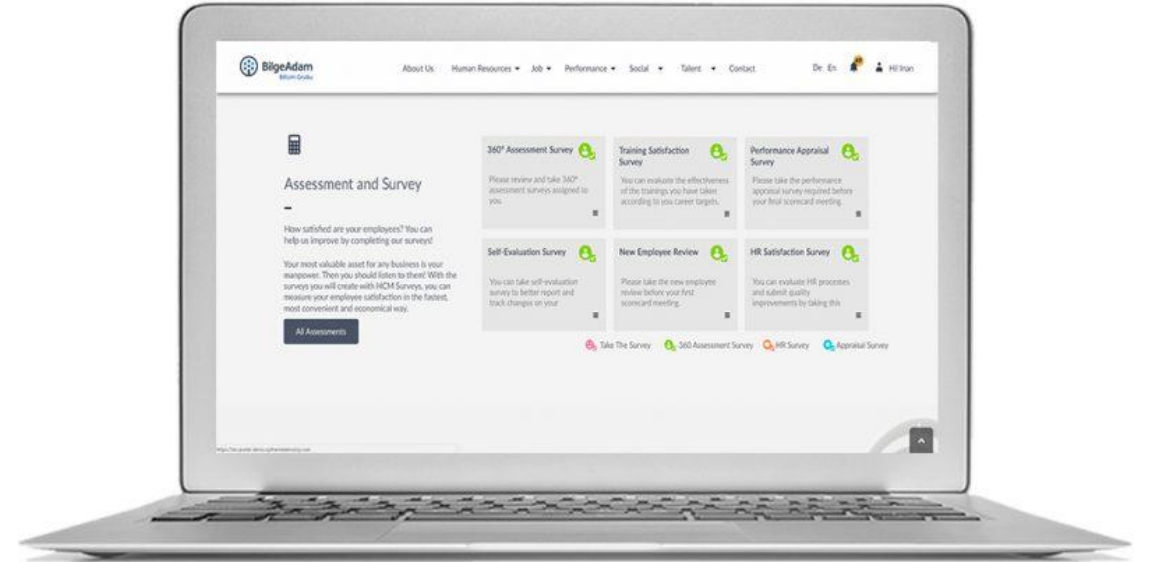 BilgeAdam
Bilişim Grubu
About Us Human Resources Job Performance Social Talent Contact
De En
Hi! Inan
Assessment and Survey
How satisfied are your employees? You can
help us improve by completing our surveys!
Your most valuable asset for any business is your
manpower. Then you should listen to them! With the
surveys you will create with HCM Surveys, you can
measure your employee satisfaction in the fastest,
most convenient and economical way.
All Assessments
360° Assessment Survey
Please review and take 360°
assessment surveys assigned to
you.
Training Satisfaction
Survey
You can evaluate the effectiveness
of the trainings you have taken
according to you career targets.
Performance Appraisal
Survey
Please take the performance
appraisal survey required before
your final scorecard meeting.
Self-Evaluation Survey
You can take self-evaluation
survey to better report and
track changes on your
New Employee Review
Please take the new employee
review before your first
scorecard meeting.
HR Satisfaction Survey
You can evaluate HR processes
and submit quality
improvements by taking this
Take The Survey 360 Assessment Survey HR Survey Appraisal Survey